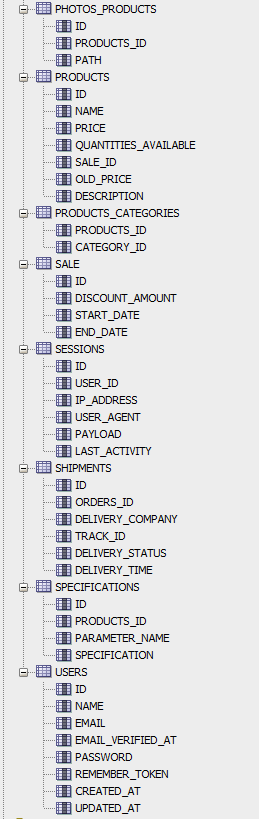 PHOTOS_PRODUCTS
ID
PRODUCTS_ID
PATH
PRODUCTS
ID
NAME
PRICE
QUANTITIES_AVAILABLE
SALE_ID
OLD_PRICE
DESCRIPTION
PRODUCTS_CATEGORIES
PRODUCTS_ID
CATEGORY_ID
SALE
ID
DISCOUNT_AMOUNT
START_DATE
END_DATE
SESSIONS
ID
USER_ID
IP_ADDRESS
USER_AGENT
PAYLOAD
LAST_ACTIVITY
SHIPMENTS
ID
ORDERS_ID
DELIVERY_COMPANY
TRACK_ID
DELIVERY_STATUS
DELIVERY_TIME
SPECIFICATIONS
ID
PRODUCTS_ID
PARAMETER_NAME
SPECIFICATION
USERS
ID
NAME
EMAIL
EMAIL_VERIFIED_AT
PASSWORD
REMEMBER_TOKEN
CREATED_AT
UPDATED_AT